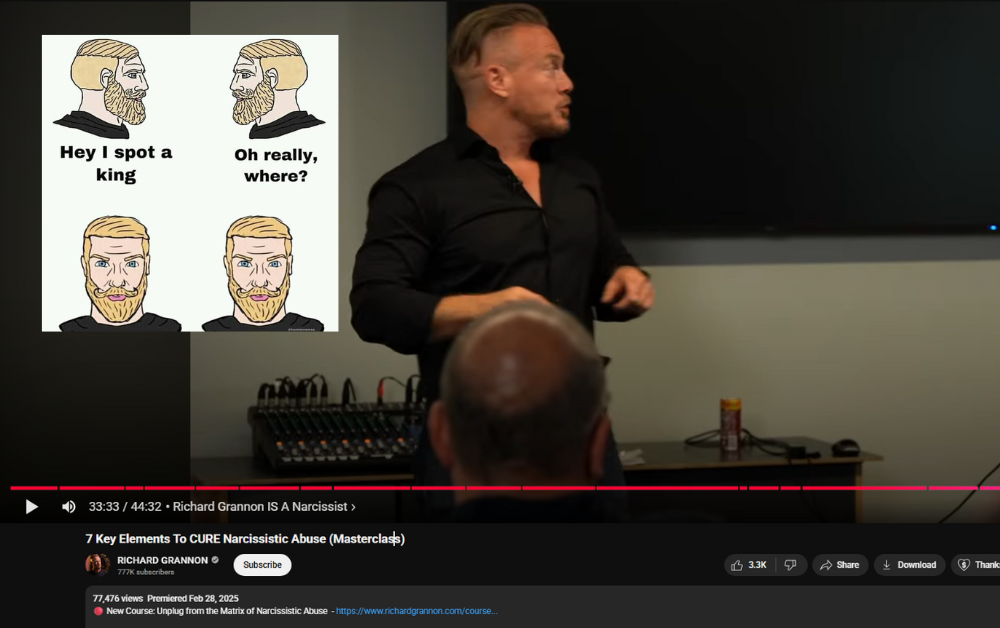 Hey I spot a
king
Oh really,
where?
33:33 / 44:32 • Richard Grannon IS A Narcissist ›
7 Key Elements To CURE Narcissistic Abuse (Masterclass)
RICHARD GRANNON
777K subscribers
Subscribe
3.3K
Share
Download
Thanks
77,476 views Premiered Feb 28, 2025
🔴 New Course: Unplug from the Matrix of Narcissistic Abuse - https://www.richardgrannon.com/course...